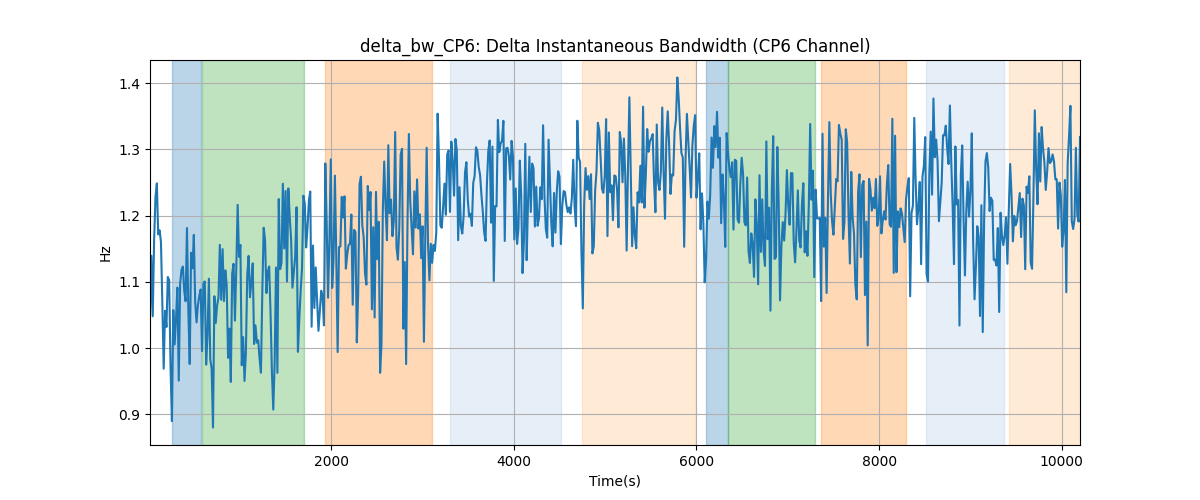 delta_bw_CP6: Delta Instantaneous Bandwidth (CP6 Channel)
Hz
1.4
1.3
1.2
1.1
1.0
0.9
2000 4000 6000 8000 10000
Time(s)